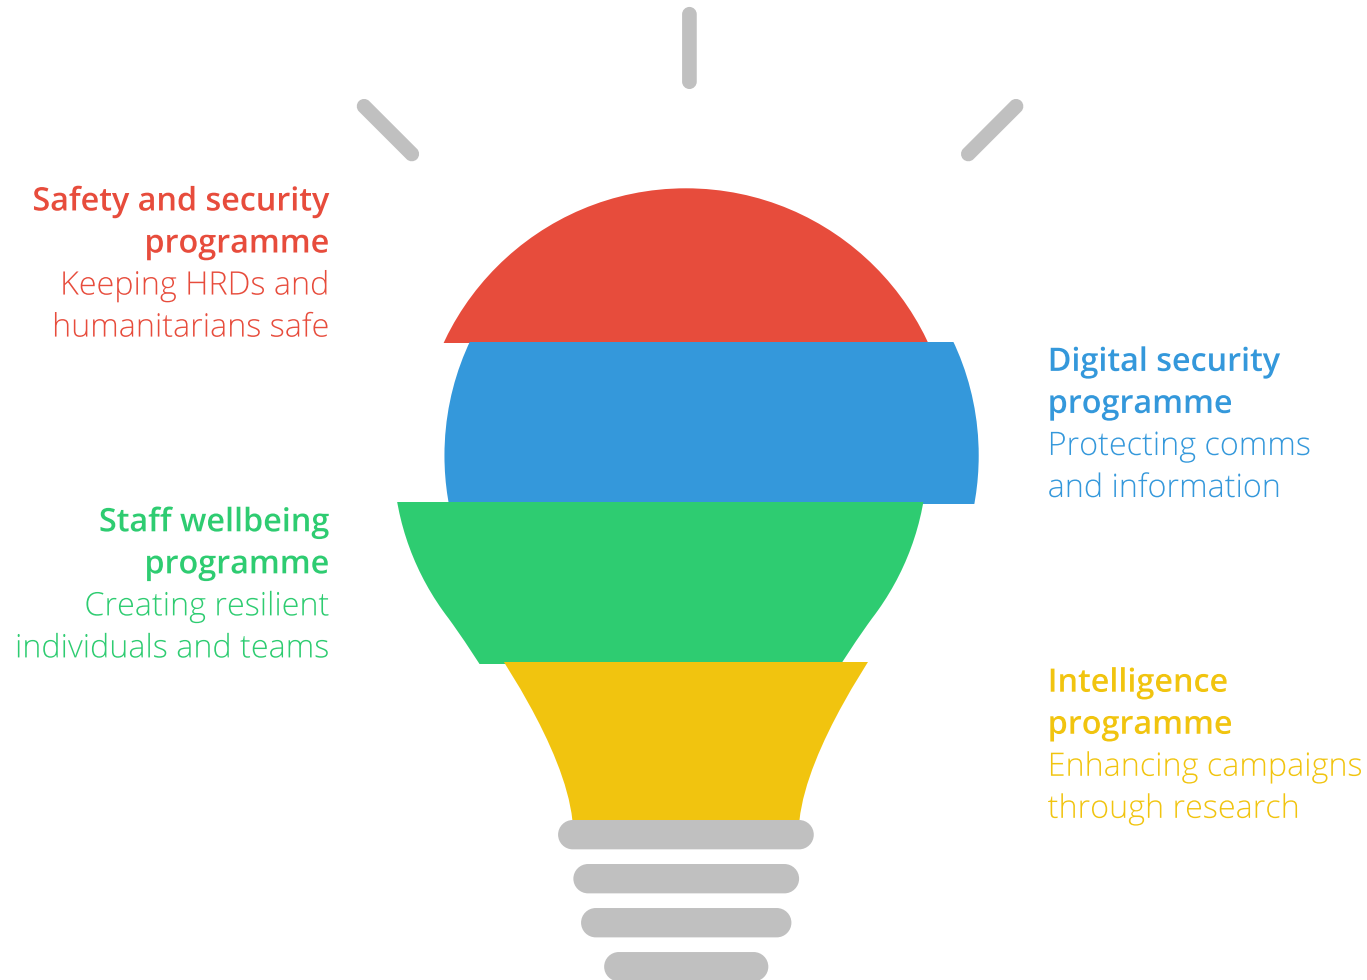 Safety and security
programme
Keeping HRDs and
humanitarians safe
Digital security
programme
Protecting comms
and information
Staff wellbeing
programme
Creating resilient
individuals and teams
Intelligence
programme
Enhancing campaigns
through research